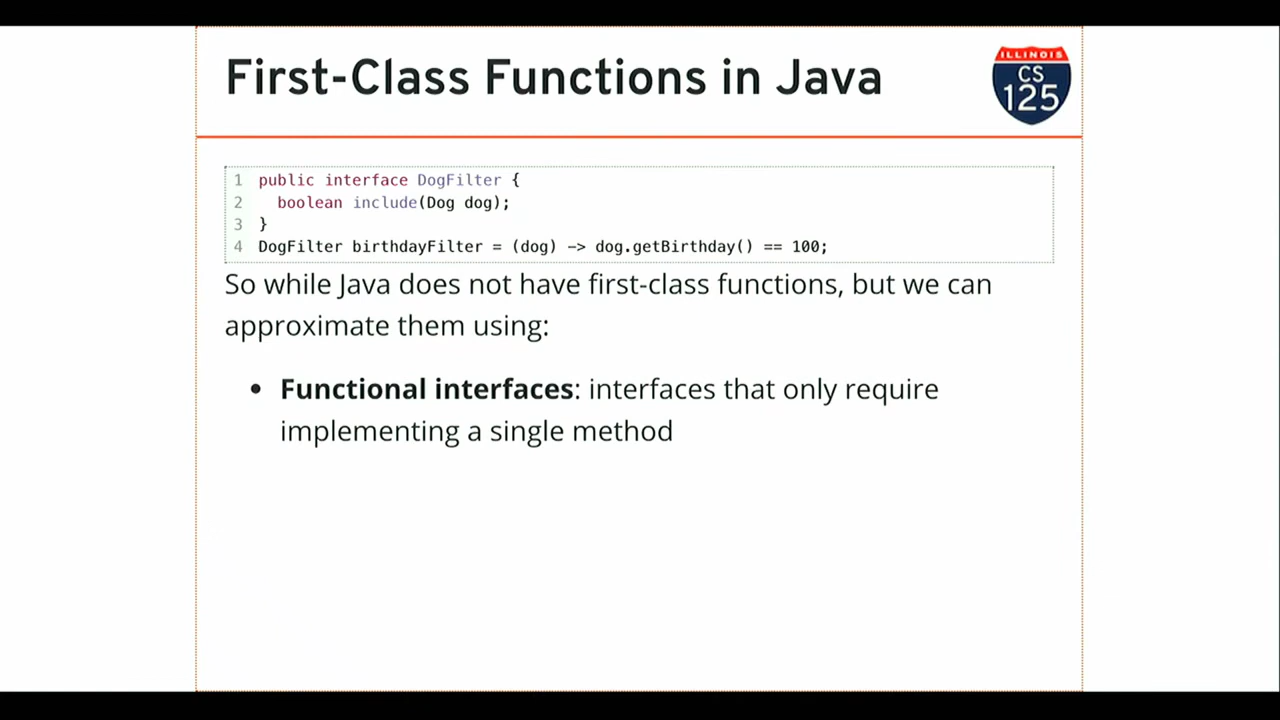 First-Class Functions in Java
ILLINOIS
CS
125
1 public interface DogFilter {
2   boolean include(Dog dog);
3 }
4 DogFilter birthdayFilter = (dog) -> dog.getBirthday() == 100;
So while Java does not have first-class functions, but we can
approximate them using:
• Functional interfaces: interfaces that only require
implementing a single method